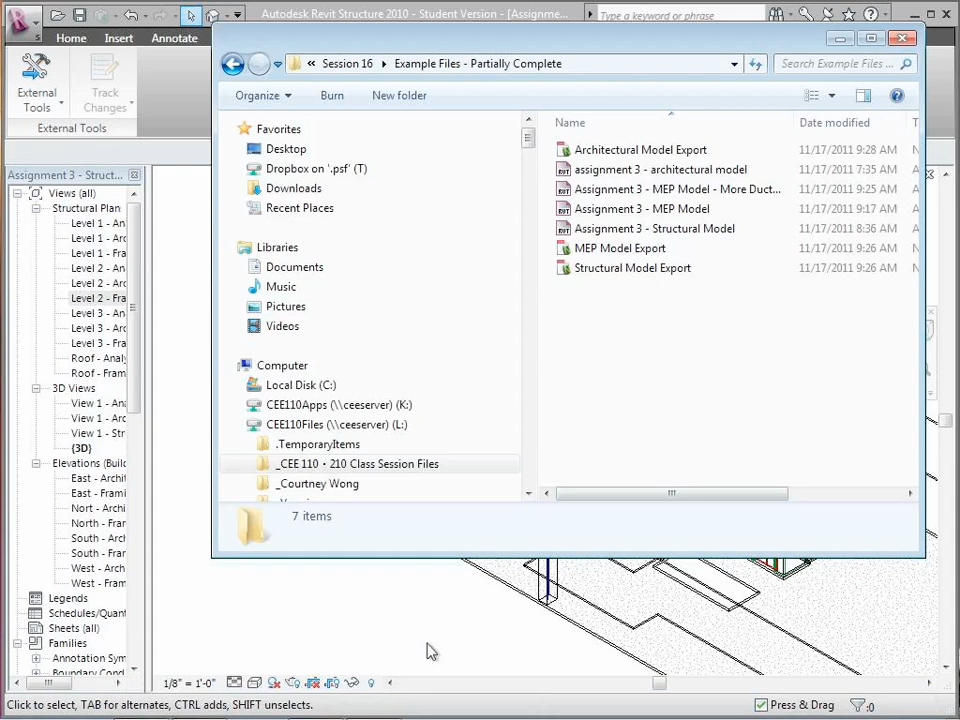 Autodesk Revit Structure 2010 - Student Version - [Assignme...
Type a keyword or phrase
Home
Insert
Annotate
External
Tools
Track
Changes
External Tools
Session 16
Example Files - Partially Complete
Search Example Files ...
Organize
Burn
New folder
Favorites
Desktop
Dropbox on '.psf' (T)
Downloads
Recent Places
Libraries
Documents
Music
Pictures
Videos
Computer
Local Disk (C:)
CEE110Apps (\\ceeserver) (K:)
CEE110Files (\\ceeserver) (L:)
.TemporaryItems
_CEE 110 • 210 Class Session Files
_Courtney Wong
Name
Date modified
T
Architectural Model Export
11/17/2011 9:28 AM
N
assignment 3 - architectural model
11/17/2011 7:35 AM
A
Assignment 3 - MEP Model - More Duct...
11/17/2011 9:25 AM
A
Assignment 3 - MEP Model
11/17/2011 9:17 AM
A
Assignment 3 - Structural Model
11/17/2011 8:36 AM
A
MEP Model Export
11/17/2011 9:26 AM
N
Structural Model Export
11/17/2011 9:26 AM
N
7 items
Assignment 3 - Struct...
Views (all)
Structural Plan
Level 1 - An
Level 1 - Arc
Level 1 - Fra
Level 2 - An
Level 2 - Arc
Level 2 - Fra
Level 3 - An
Level 3 - Arc
Level 3 - Fra
Roof - Analy
Roof - Fram
3D Views
View 1 - An
View 1 - Arc
View 1 - Str
{3D}
Elevations (Build
East - Archit
East - Frami
Nort - Archi
North - Fram
South - Arc
South - Fram
West - Arch
West - Fram
Legends
Schedules/Quant
Sheets (all)
Families
Annotation Sym
Boundary Cond
1/8" = 1'-0"
Click to select, TAB for alternates, CTRL adds, SHIFT unselects.
Press & Drag
:0